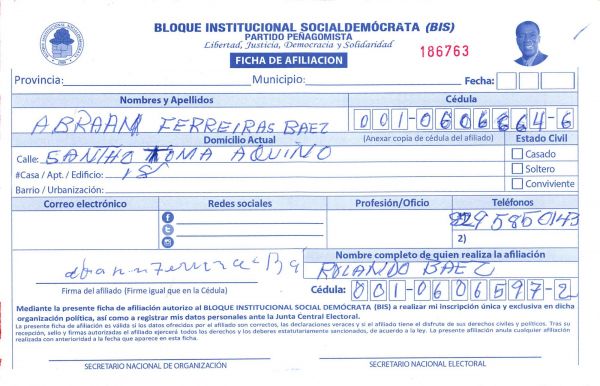 BLOQUE INSTITUCIONAL SOCIALDEMÓCRATA (BIS)
PARTIDO PEÑAGOMISTA
Libertad, Justicia, Democracia y Solidaridad
FICHA DE AFILIACION
186763
Provincia: Municipio: Fecha:
Nombres y Apellidos Cédula
ABRAAN FERREIRAS BAEZ 001-0606664-6
Domicilio Actual (Anexar copia de cédula del afiliado) Estado Civil
Calle: SANTO TOMA AQUINO Casado
#Casa / Apt. / Edificio: 18 Soltero
Barrio / Urbanización: Conviviente
Correo electrónico Redes sociales Profesión/Oficio Teléfonos
829 5850143
2)
Nombre completo de quien realiza la afiliación
ROLANDO BAEZ
Firma del afiliado (Firme igual que en la Cédula) Cédula: 001-0606597-2
Mediante la presente ficha de afiliación autorizo al BLOQUE INSTITUCIONAL SOCIAL DEMÓCRATA (BIS) a realizar mi inscripción única y exclusiva en dicha
organización política, así como a registrar mis datos personales ante la Junta Central Electoral.
La presente ficha de afiliación es válida si los datos ofrecidos por el afiliado son correctos, las declaraciones veraces y si el afiliado tiene el disfrute de sus derechos civiles y políticos. Tras su
recepción, sello y firmas autorizadas el afiliado ejercerá todos los derechos y los deberes estatutariamente sancionados, de acuerdo a la ley. La presente afiliación anula cualquier afiliación
realizada con anterioridad a la fecha que aparece en esta ficha.
SECRETARIO NACIONAL DE ORGANIZACIÓN SECRETARIO NACIONAL ELECTORAL